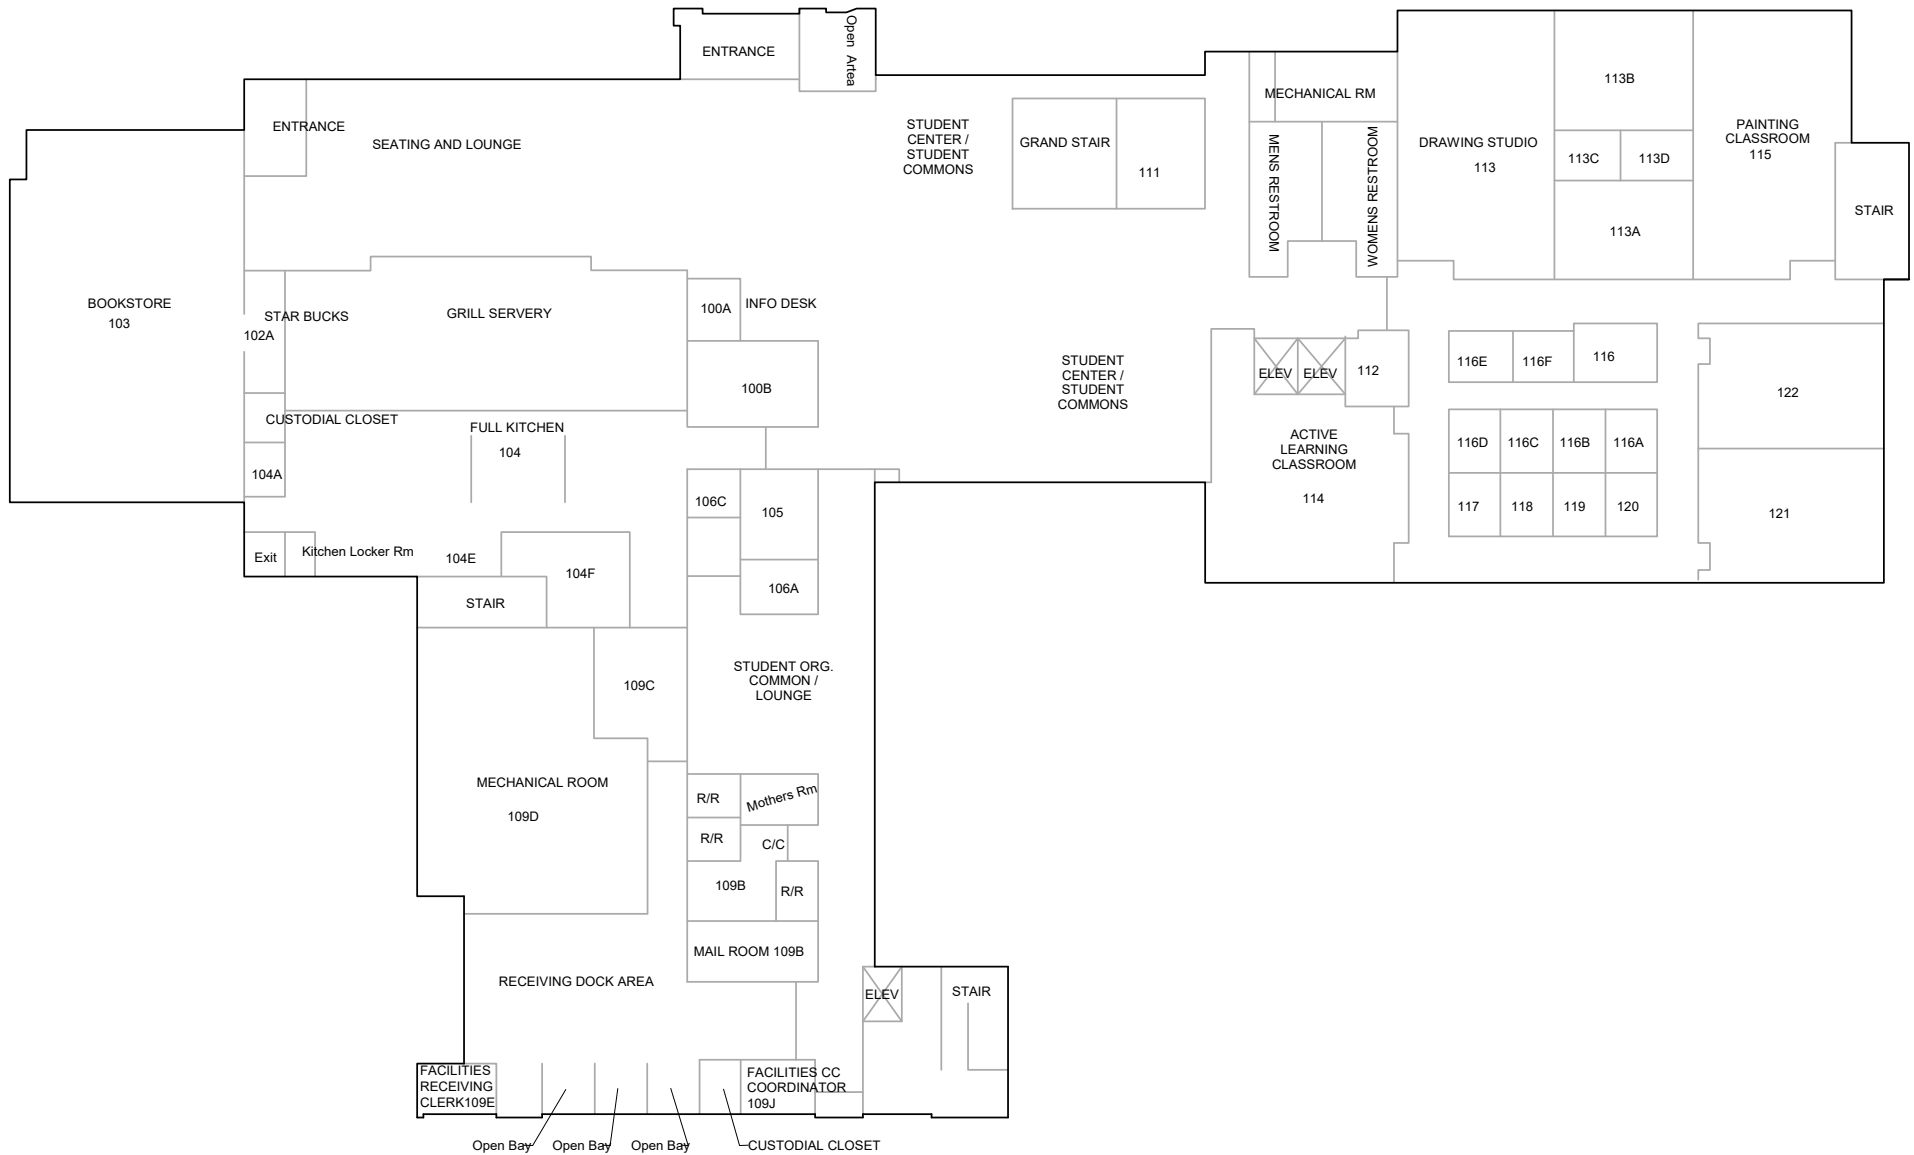 ENTRANCE
Open Artea
ENTRANCE
SEATING AND LOUNGE
STUDENT
CENTER /
STUDENT
COMMONS
GRAND STAIR
111
MECHANICAL RM
MENS RESTROOM
WOMENS RESTROOM
DRAWING STUDIO
113
113B
113C
113D
113A
PAINTING
CLASSROOM
115
STAIR
BOOKSTORE
103
STAR BUCKS
102A
GRILL SERVERY
100A
INFO DESK
100B
STUDENT
CENTER /
STUDENT
COMMONS
ELEV
ELEV
112
116E
116F
116
122
CUSTODIAL CLOSET
FULL KITCHEN
104
104A
ACTIVE
LEARNING
CLASSROOM
114
116D
116C
116B
116A
117
118
119
120
121
106C
105
Exit
Kitchen Locker Rm
104E
104F
106A
STAIR
109C
STUDENT ORG.
COMMON /
LOUNGE
MECHANICAL ROOM
109D
R/R
Mothers Rm
R/R
C/C
109B
R/R
MAIL ROOM 109B
RECEIVING DOCK AREA
ELEV
STAIR
FACILITIES
RECEIVING
CLERK109E
FACILITIES CC
COORDINATOR
109J
Open Bay
Open Bay
Open Bay
CUSTODIAL CLOSET